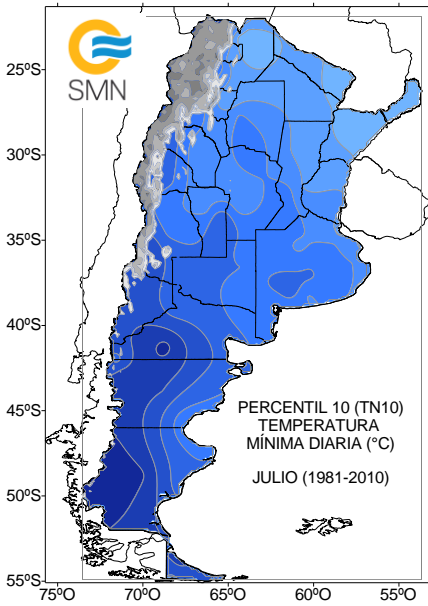 SMN
25ºS
30ºS
35ºS
40ºS
45ºS
50ºS
55ºS
PERCENTIL 10 (TN10)
TEMPERATURA
MÍNIMA DIARIA (°C)
JULIO (1981-2010)
75ºO
70ºO
65ºO
60ºO
55ºO